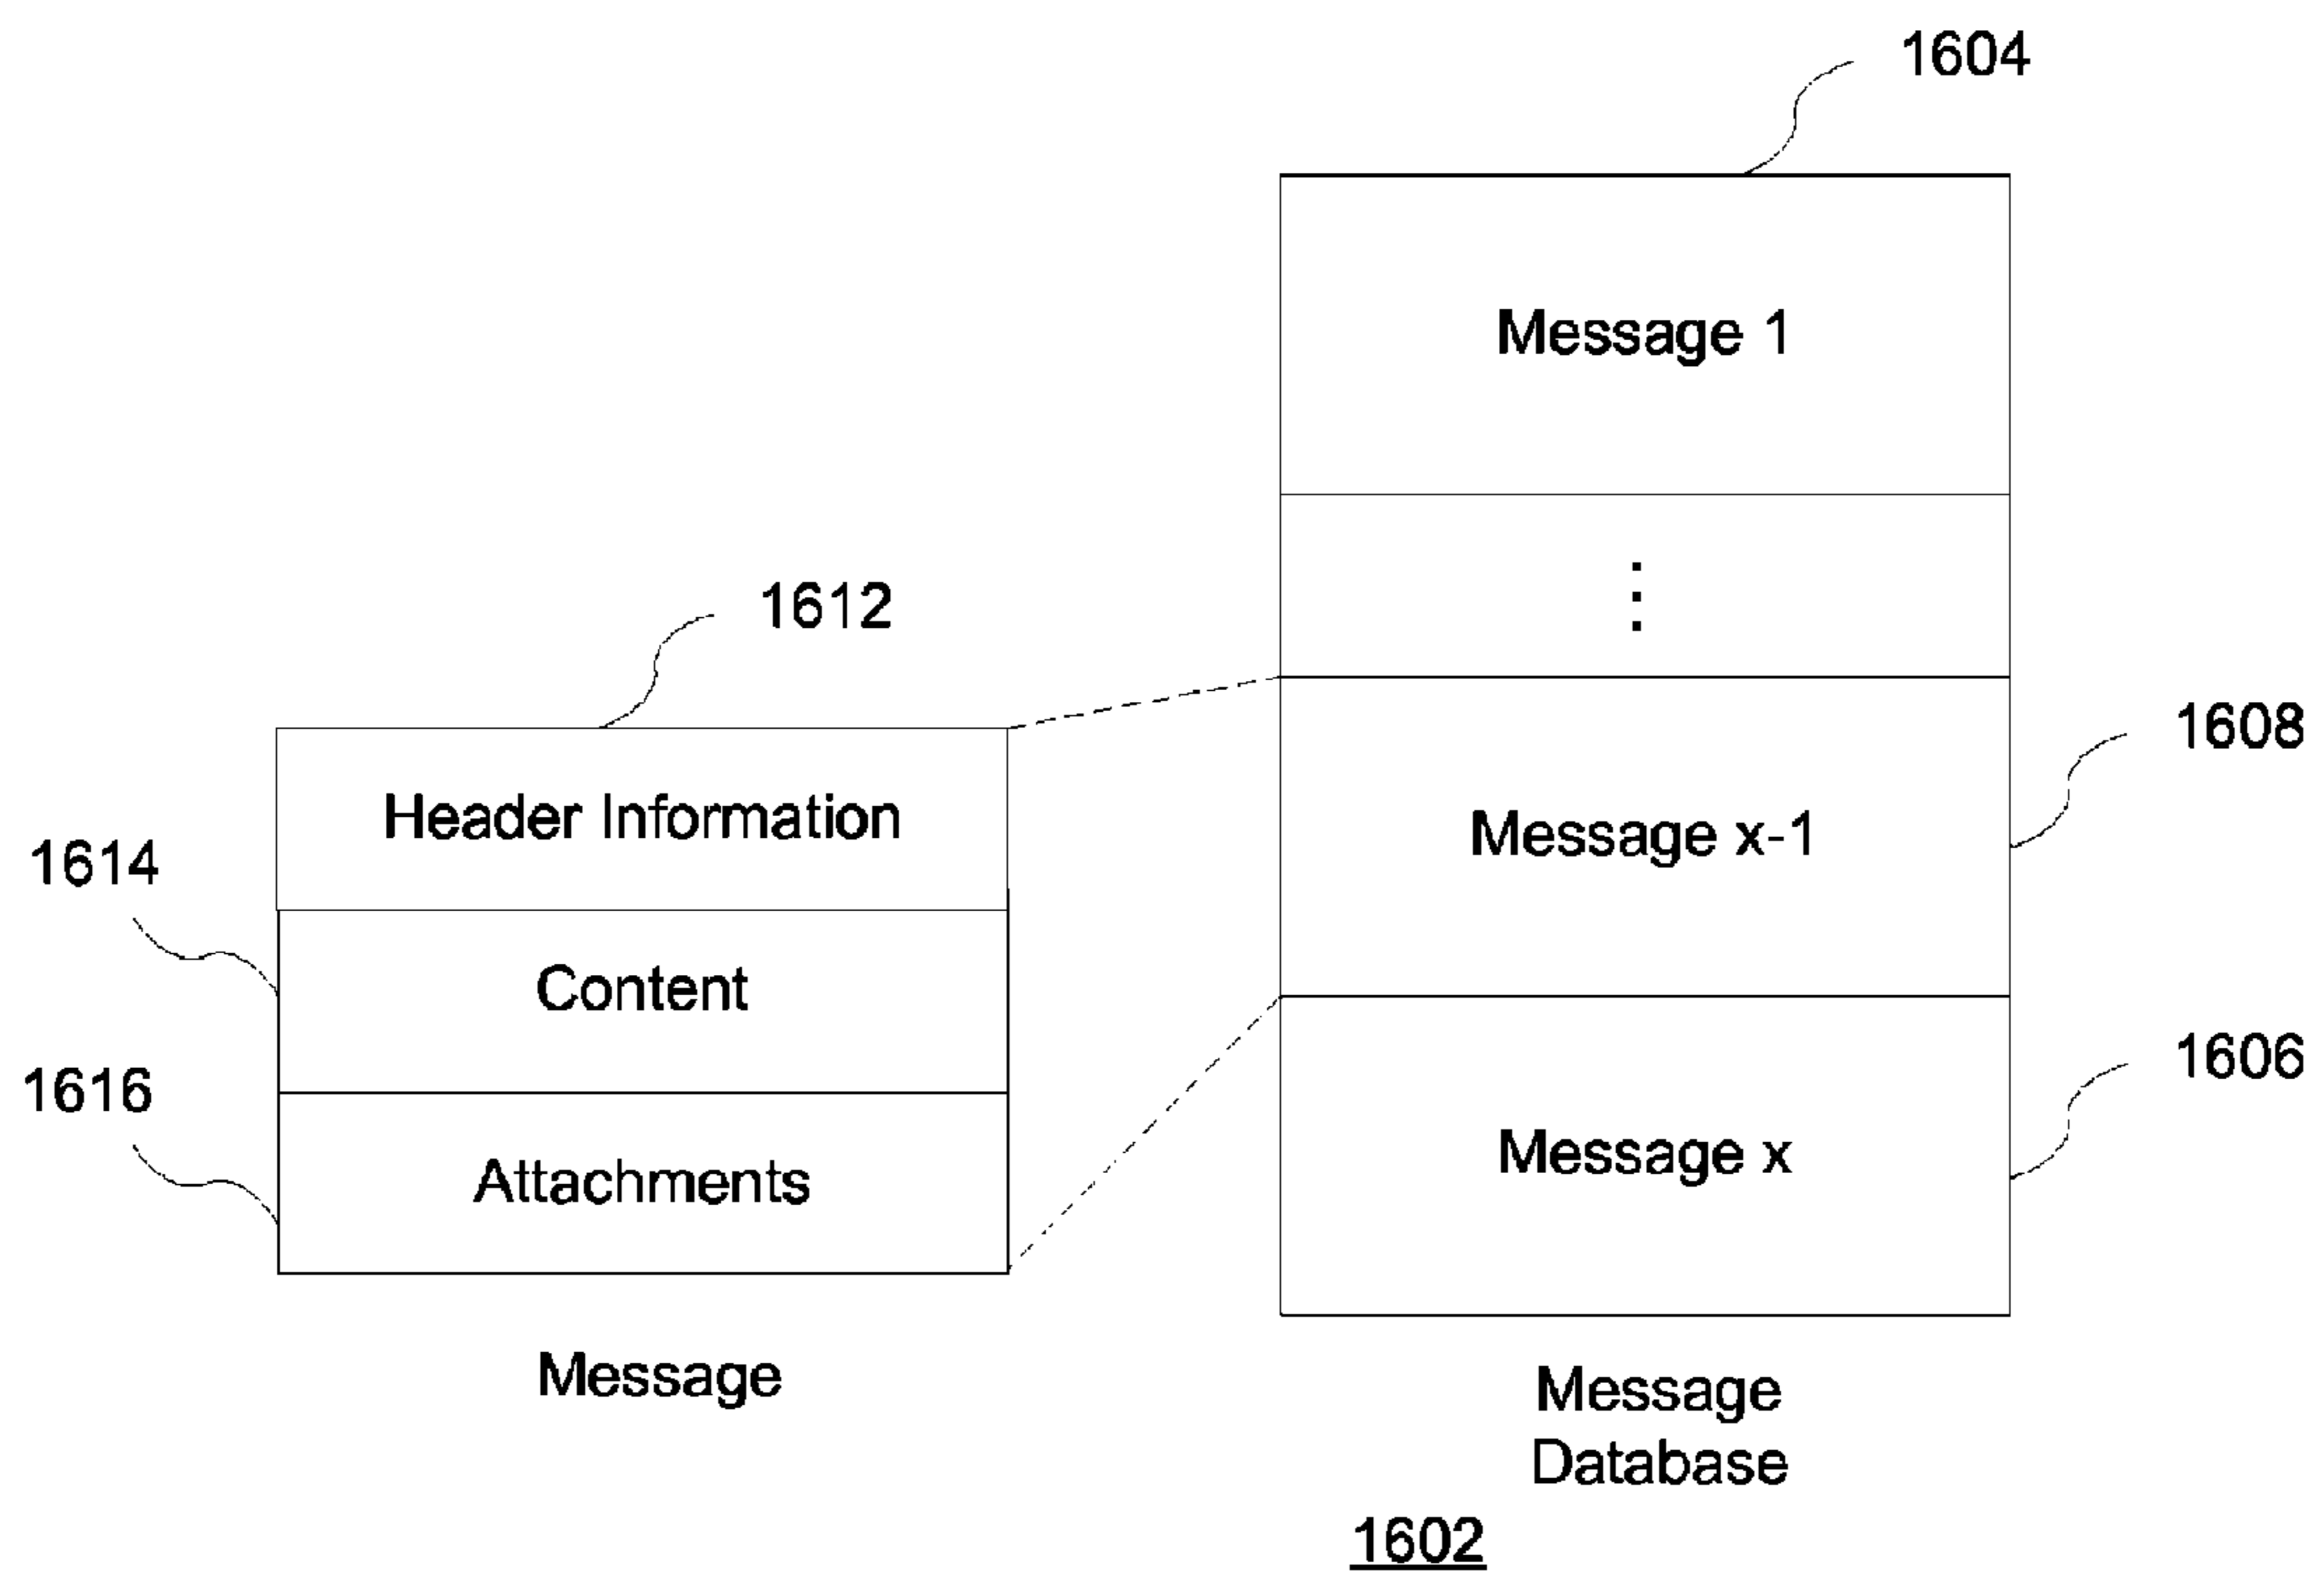 1604
Message 1
⋮
1612
1608
Header Information
Message x-1
1614
Content
1606
1616
Message x
Attachments
Message
Message
Database
1602